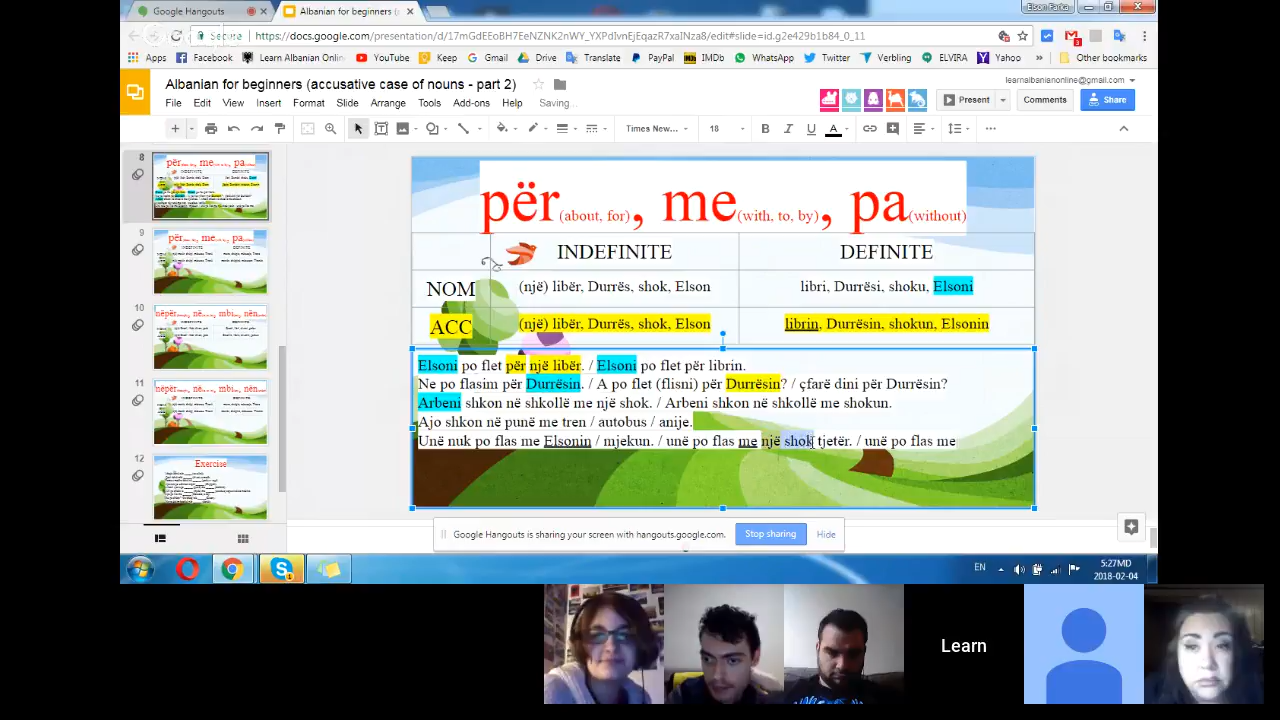 Google Hangouts
Albanian for beginners (
Elson Farka
Secure
https://docs.google.com/presentation/d/17mGdEEoBH7EeNZNK2nWY_YXPdIvnEjEqazR7xaINza8/edit#slide=id.g2e429b1b84_0_11
Apps
Facebook
Learn Albanian Onlin
YouTube
Keep
Gmail
Drive
Translate
PayPal
IMDb
WhatsApp
Twitter
Verbling
ELVIRA
Yahoo
»
Other bookmarks
Albanian for beginners (accusative case of nouns - part 2)
learnalbanianonline@gmail.com
File Edit View Insert Format Slide Arrange Tools Add-ons Help Saving...
Present
Comments
Share
Times New...
18
B I U A
për(about, for), me(with, to, by), pa(without)
INDEFINITE DEFINITE
NOM (një) libër, Durrës, shok, Elson libri, Durrësi, shoku, Elsoni
ACC (një) libër, Durrës, shok, Elson librin, Durrësin, shokun, Elsonin
Elsoni po flet për një libër. / Elsoni po flet për librin.
Ne po flasim për Durrësin. / A po flet (flisni) për Durrësin? / çfarë dini për Durrësin?
Arbeni shkon në shkollë me një shok. / Arbeni shkon në shkollë me shokun.
Ajo shkon në punë me tren / autobus / anije.
Unë nuk po flas me Elsonin / mjekun. / unë po flas me një shok tjetër. / unë po flas me
8
9
10
11
12
Exercise
Google Hangouts is sharing your screen with hangouts.google.com.
Stop sharing
Hide
EN
5:27MD
2018-02-04
Learn